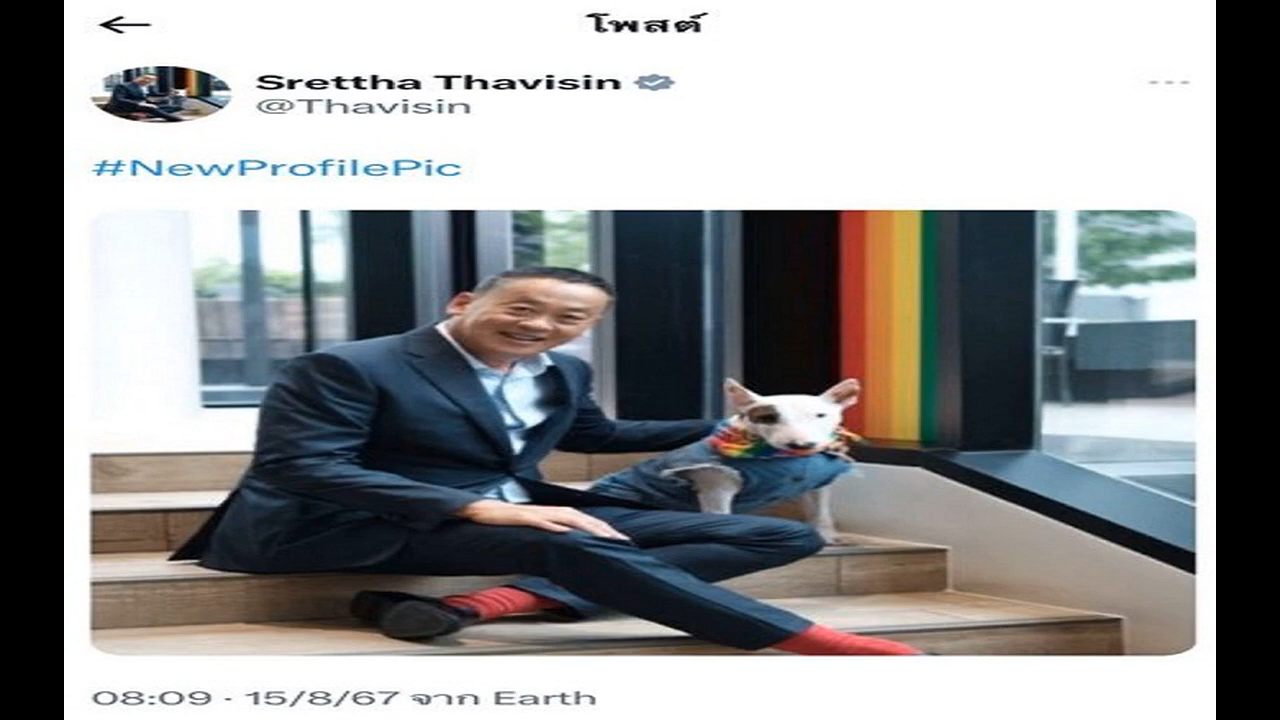 โพสต์
Srettha Thavisin
@Thavisin
#NewProfilePic
08:09 · 15/8/67 จาก Earth